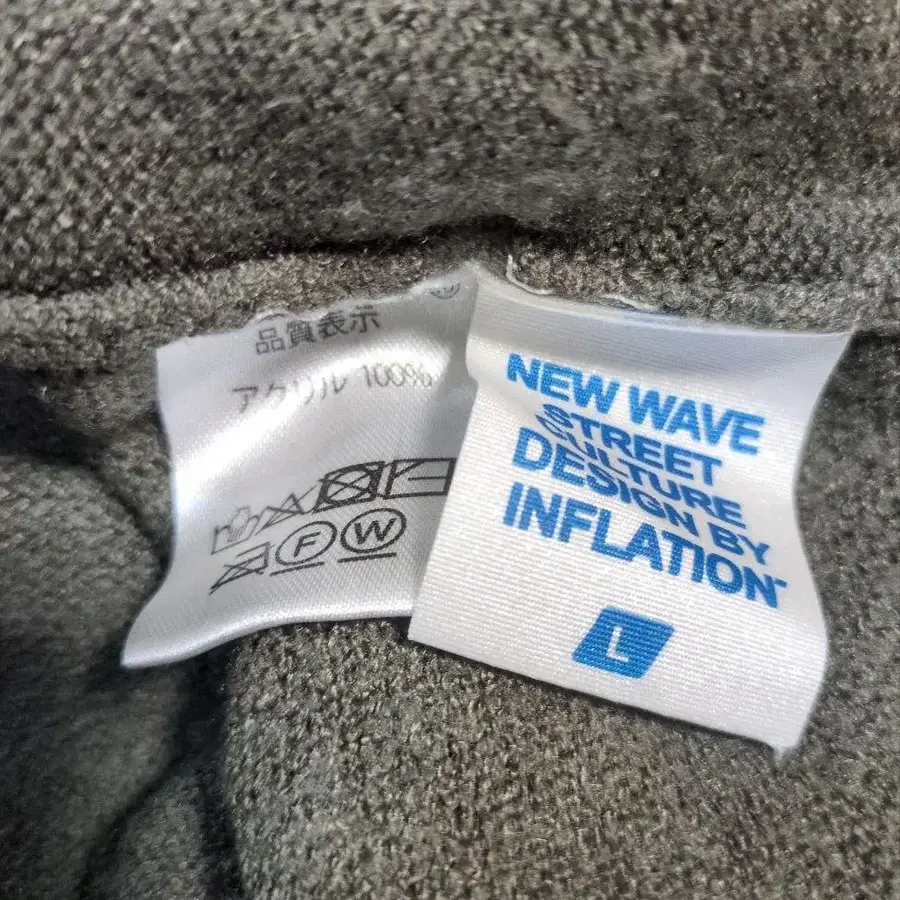 品質表示
アクリル 100%
F W
NEW WAVE
STREET
CULTURE
DESIGN BY
INFLATION
L